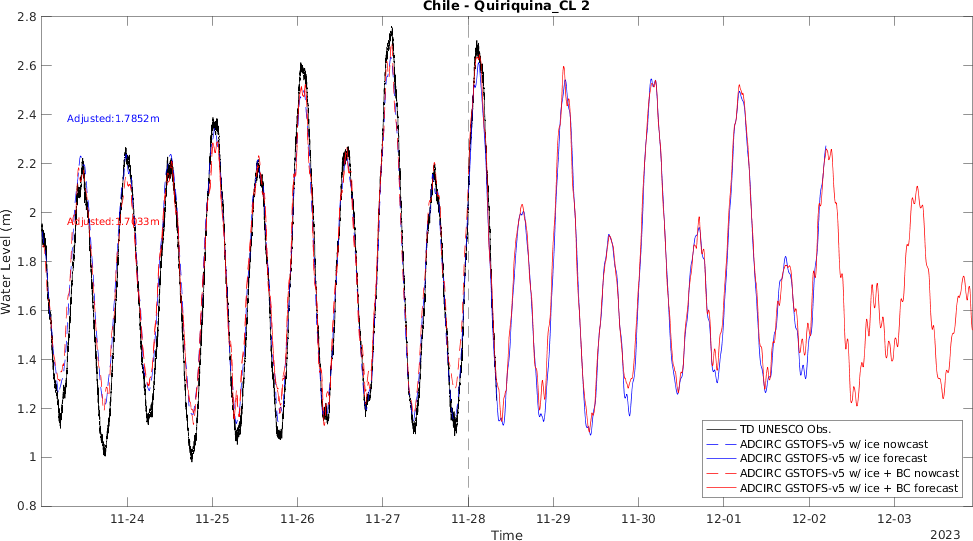 Chile - Quiriquina_CL 2
Water Level (m)
2.8
2.6
2.4
2.2
2
1.8
1.6
1.4
1.2
1
0.8
Adjusted:1.7852m
Adjusted:1.7033m
TD UNESCO Obs.
ADCIRC GSTOFS-v5 w/ ice nowcast
ADCIRC GSTOFS-v5 w/ ice forecast
ADCIRC GSTOFS-v5 w/ ice + BC nowcast
ADCIRC GSTOFS-v5 w/ ice + BC forecast
11-24 11-25 11-26 11-27 11-28 11-29 11-30 12-01 12-02 12-03
Time
2023